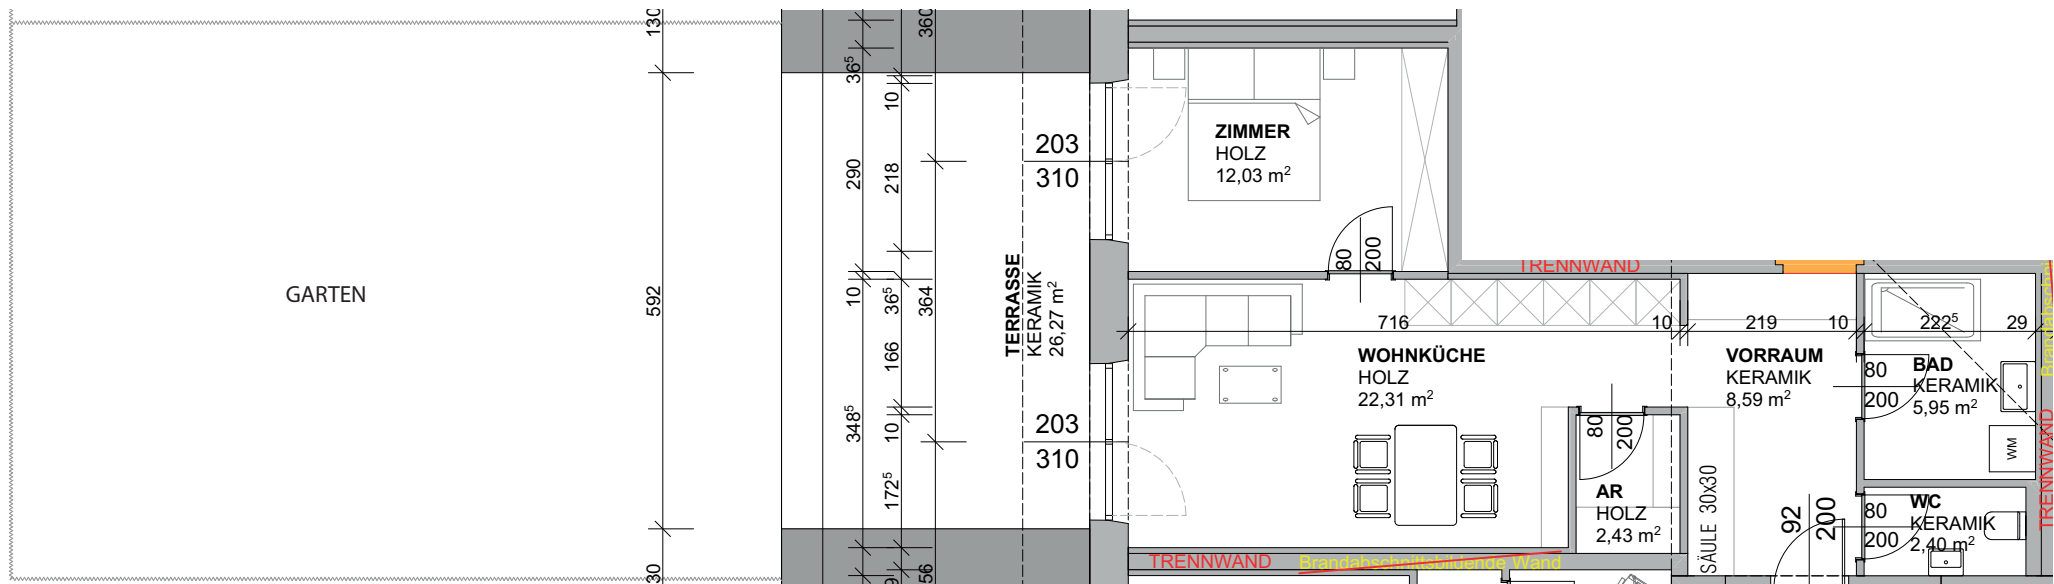 GARTEN
130
592
30
36⁵
290
10
348⁵
10
218
36⁵
166
10
172⁵
360
364
56
TERRASSE
KERAMIK
26,27 m²
203
310
203
310
ZIMMER
HOLZ
12,03 m²
80
200
TRENNWAND
716
10
219
10
222⁵
29
WOHNKÜCHE
HOLZ
22,31 m²
VORRAUM
KERAMIK
8,59 m²
80
200
BAD
KERAMIK
5,95 m²
WM
80
200
AR
HOLZ
2,43 m²
SÄULE 30x30
92
200
80
200
WC
KERAMIK
2,40 m²
TRENNWAND
Brandabschnittsbildende Wand
TRENNWAND